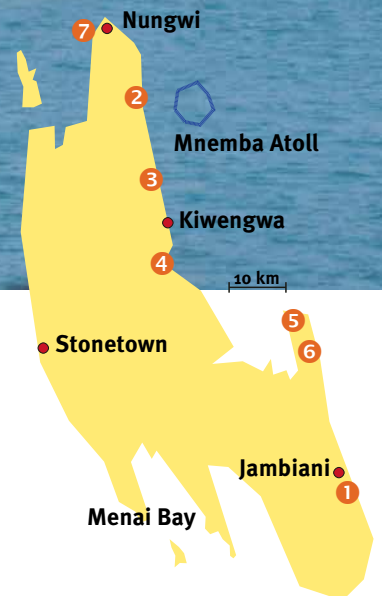 Nungwi
7
2
Mnemba Atoll
3
Kiwengwa
4
10 km
5
Stonetown
6
Jambiani
1
Menai Bay